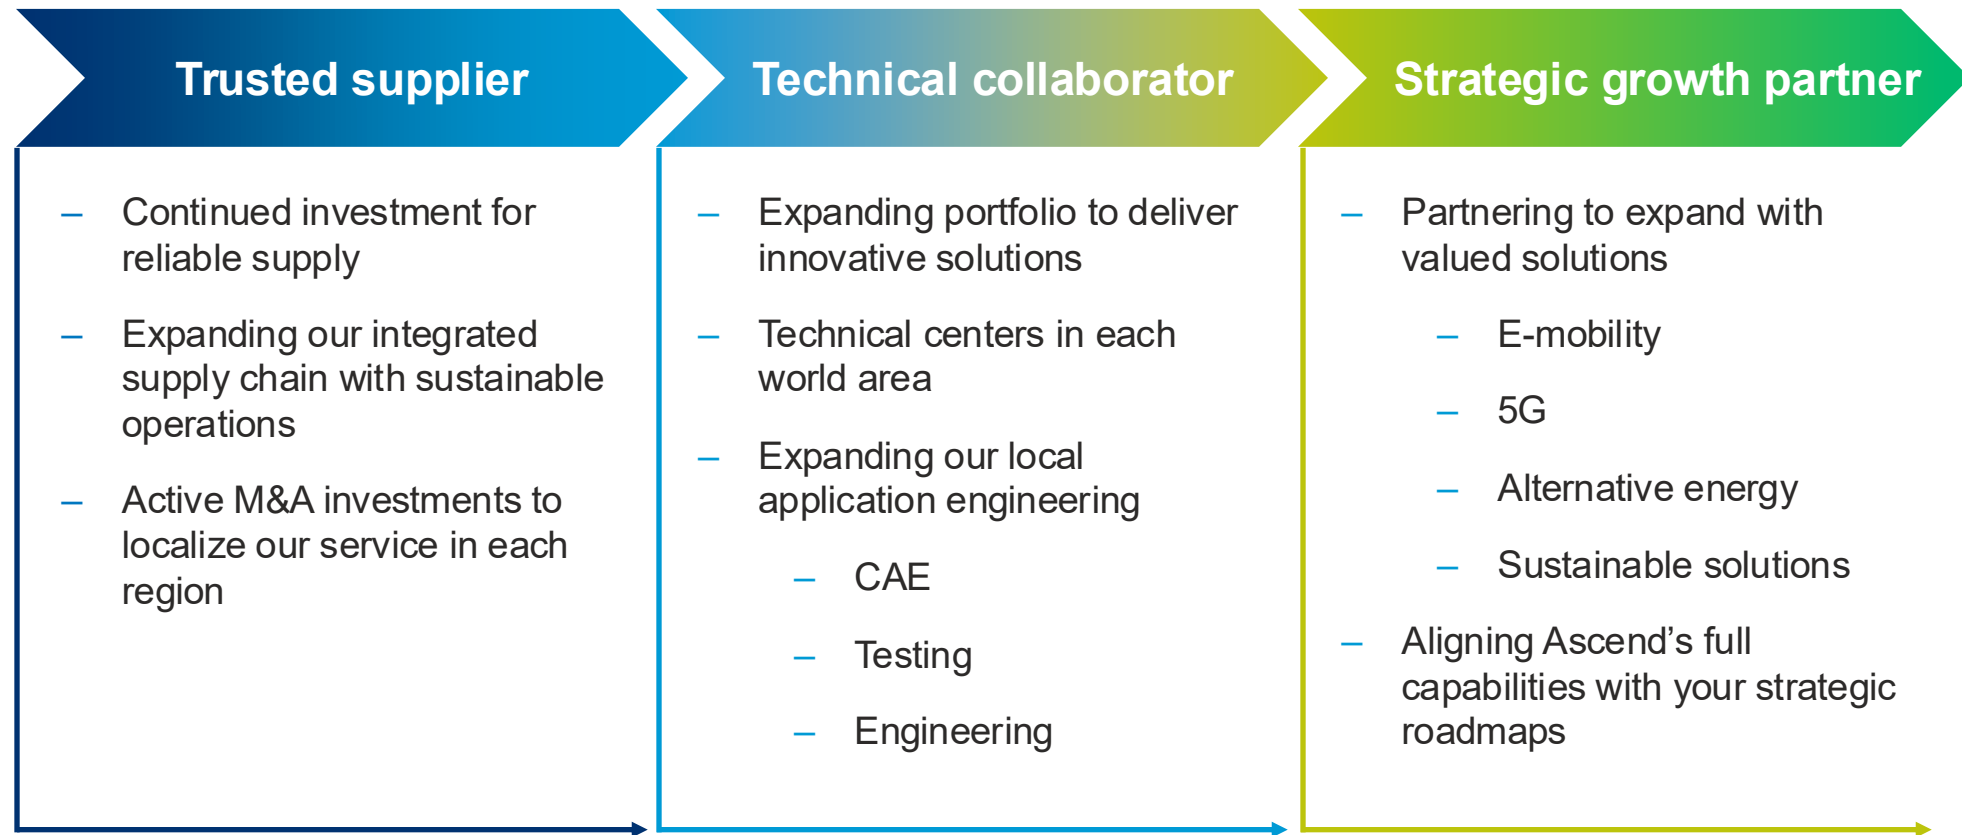 Trusted supplier
– Continued investment for
reliable supply
– Expanding our integrated
supply chain with sustainable
operations
– Active M&A investments to
localize our service in each
region
Technical collaborator
– Expanding portfolio to deliver
innovative solutions
– Technical centers in each
world area
– Expanding our local
application engineering
– CAE
– Testing
– Engineering
Strategic growth partner
– Partnering to expand with
valued solutions
– E-mobility
– 5G
– Alternative energy
– Sustainable solutions
– Aligning Ascend’s full
capabilities with your strategic
roadmaps